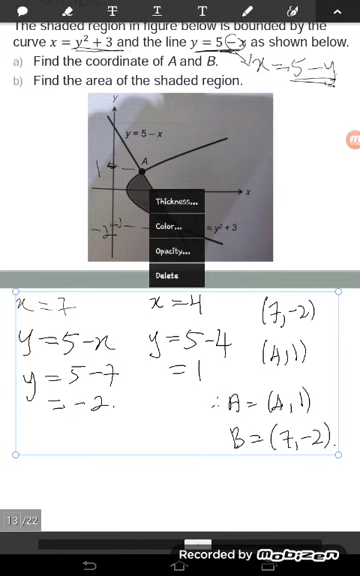 The shaded region in figure below is bounded by the
curve x = y² + 3 and the line y = 5 – x as shown below.
x = 5 – y
a) Find the coordinate of A and B.
b) Find the area of the shaded region.
y
y = 5 – x
1
A
x
-2
= y² + 3
Thickness...
Color...
Opacity...
Delete
x = 7
y = 5 – x
y = 5 – 7
= – 2.
x = 4
y = 5 – 4
= 1
(7, –2)
(4, 1)
∴ A = (4, 1)
B = (7, –2).
13 / 22
Recorded by mobizen